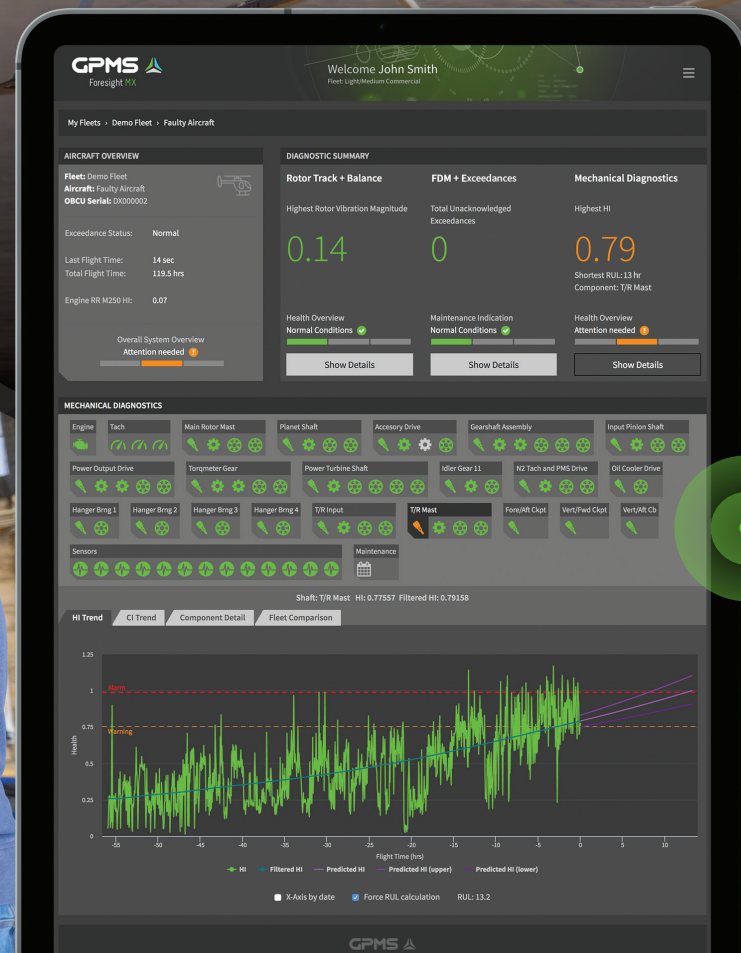 GPMS
Foresight MX
Welcome John Smith
Fleet: Light/Medium Commercial
My Fleets › Demo Fleet › Faulty Aircraft
AIRCRAFT OVERVIEW
Fleet: Demo Fleet
Aircraft: Faulty Aircraft
OBCU Serial: DX000002
Exceedance Status: Normal
Last Flight Time: 14 sec
Total Flight Time: 119.5 hrs
Engine RR M250 HI: 0.07
Overall System Overview
Attention needed
DIAGNOSTIC SUMMARY
Rotor Track + Balance
Highest Rotor Vibration Magnitude
0.14
Health Overview
Normal Conditions
Show Details
FDM + Exceedances
Total Unacknowledged
Exceedances
0
Maintenance Indication
Normal Conditions
Show Details
Mechanical Diagnostics
Highest HI
0.79
Shortest RUL: 13 hr
Component: T/R Mast
Health Overview
Attention needed
Show Details
MECHANICAL DIAGNOSTICS
Engine Tach Main Rotor Mast Planet Shaft Accesory Drive Gearshaft Assembly Input Pinion Shaft
Power Output Drive Torqmeter Gear Power Turbine Shaft Idler Gear 11 N2 Tach and PMS Drive Oil Cooler Drive
Hanger Brng 1 Hanger Brng 2 Hanger Brng 3 Hanger Brng 4 T/R Input T/R Mast Fore/Aft Ckpt Vert/Fwd Ckpt Vert/Aft Cb
Sensors Maintenance
Shaft: T/R Mast HI: 0.77557 Filtered HI: 0.79158
HI Trend CI Trend Component Detail Fleet Comparison
1.25
Alarm
1
0.75
Warning
Health
0.5
0.25
0
-55 -50 -45 -40 -35 -30 -25 -20 -15 -10 -5 0 5 10
Flight Time (hrs)
HI Filtered HI Predicted HI Predicted HI (upper) Predicted HI (lower)
X-Axis by date Force RUL calculation RUL: 13.2
GPMS